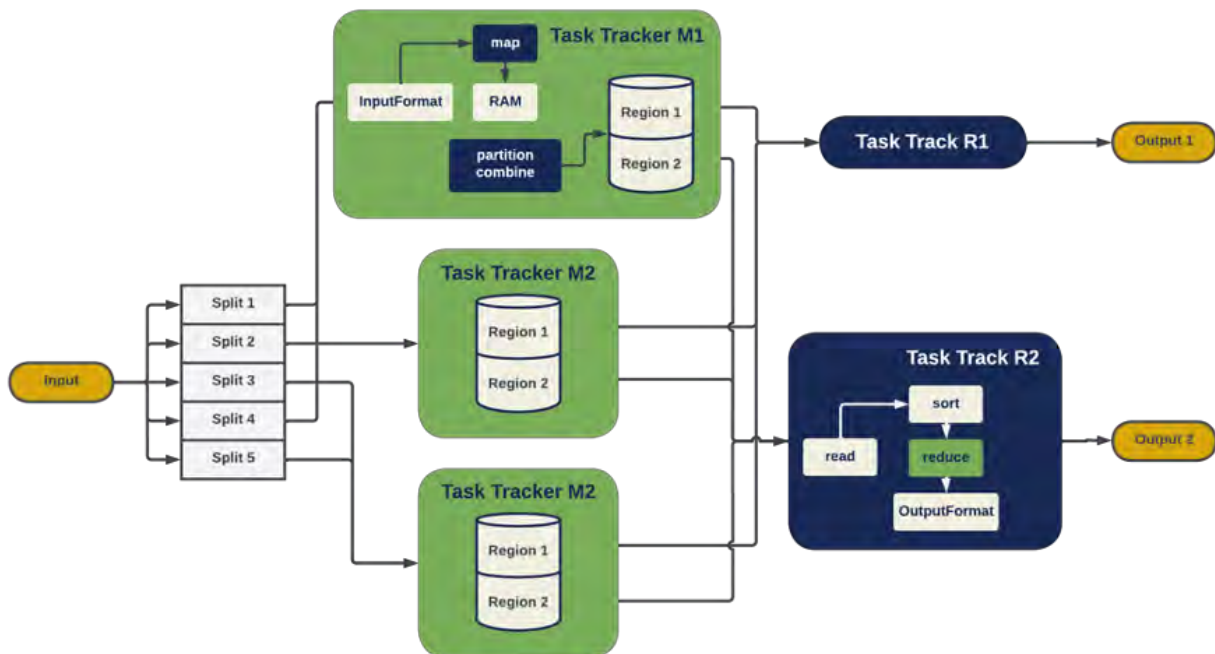 Task Tracker M1
map
InputFormat
RAM
Region 1
Region 2
partition
combine
Task Track R1
Output 1
Task Tracker M2
Region 1
Region 2
Input
Split 1
Split 2
Split 3
Split 4
Split 5
Task Track R2
sort
read
reduce
OutputFormat
Output 2
Task Tracker M2
Region 1
Region 2